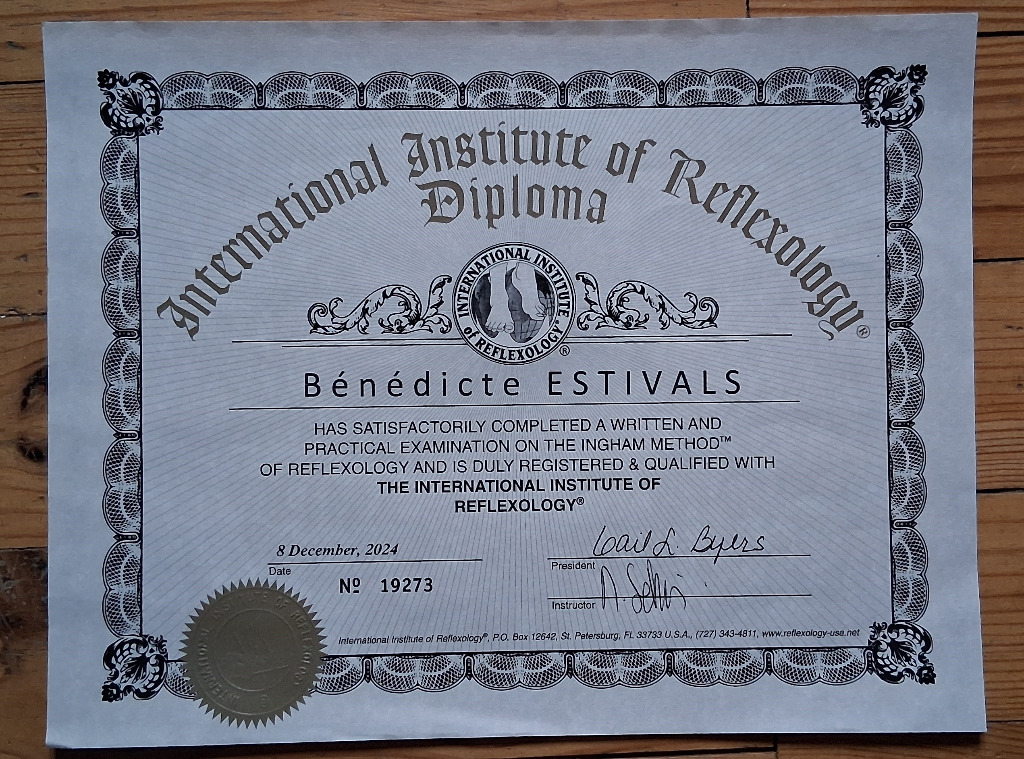 International Institute of Reflexology®
Diploma
INTERNATIONAL INSTITUTE
of REFLEXOLOGY®
Bénédicte ESTIVALS
HAS SATISFACTORILY COMPLETED A WRITTEN AND
PRACTICAL EXAMINATION ON THE INGHAM METHOD™
OF REFLEXOLOGY AND IS DULY REGISTERED & QUALIFIED WITH
THE INTERNATIONAL INSTITUTE OF
REFLEXOLOGY®
8 December, 2024
Date
Nº 19273
Gail L. Byers
President
Instructor
International Institute of Reflexology®, P.O. Box 12642, St. Petersburg, FL 33733 U.S.A., (727) 343-4811, www.reflexology-usa.net